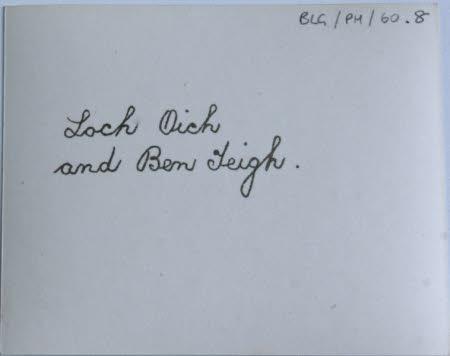 BLG/PH/60.8
Loch Oich
and Ben Teigh.